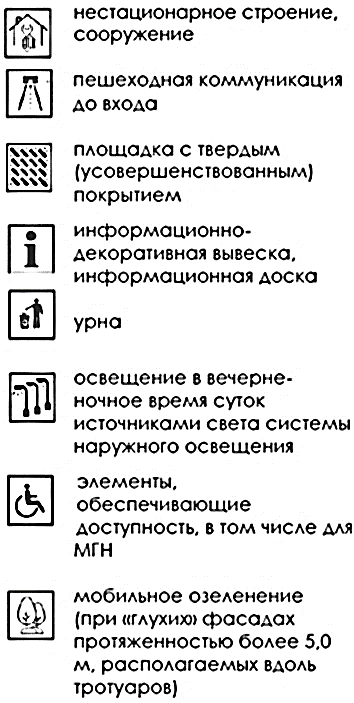 нестационарное строение,
сооружение
пешеходная коммуникация
до входа
площадка с твердым
(усовершенствованным)
покрытием
информационно-
декоративная вывеска,
информационная доска
урна
освещение в вечерне-
ночное время суток
источниками света системы
наружного освещения
элементы,
обеспечивающие
доступность, в том числе для
МГН
мобильное озеленение
(при «глухих» фасадах
протяженностью более 5,0
м, располагаемых вдоль
тротуаров)